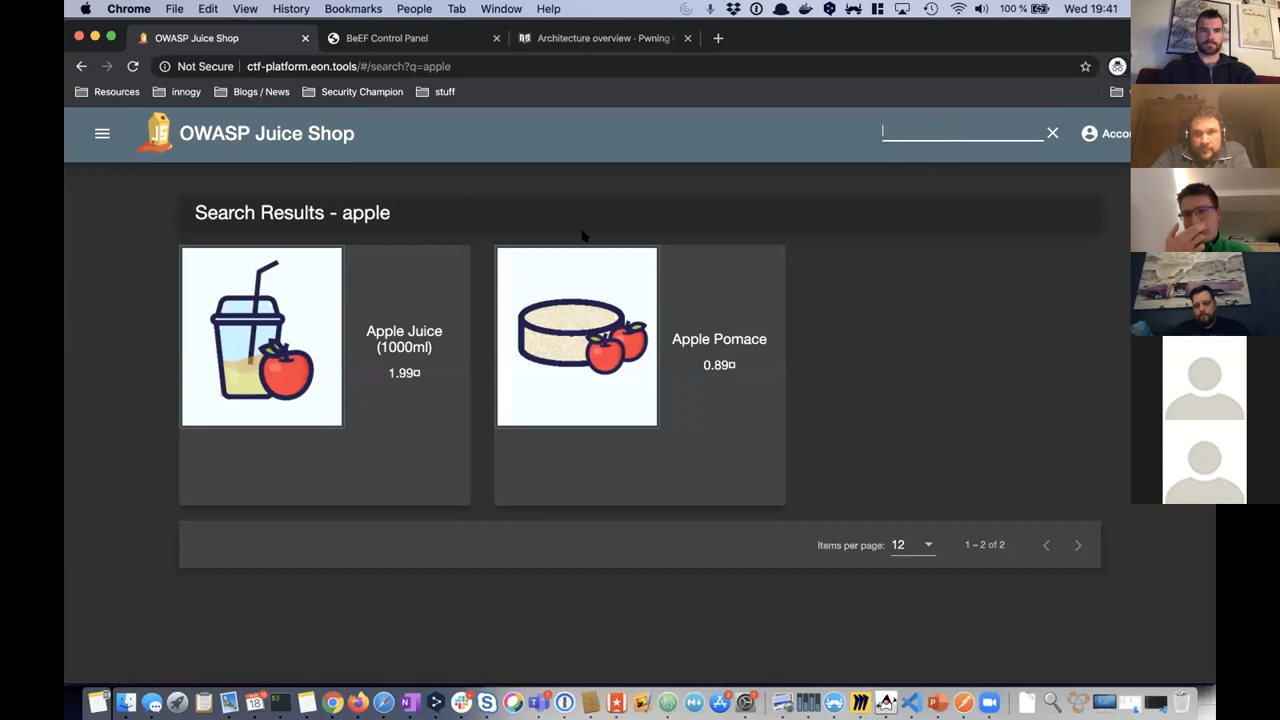 Chrome File Edit View History Bookmarks People Tab Window Help 100 % Wed 19:41
OWASP Juice Shop BeEF Control Panel Architecture overview · Pwning
Not Secure ctf-platform.eon.tools/#/search?q=apple
Resources innogy Blogs / News Security Champion stuff
JS OWASP Juice Shop Accou
Search Results - apple
Apple Juice
(1000ml)
1.99¤
Apple Pomace
0.89¤
Items per page: 12 1 – 2 of 2